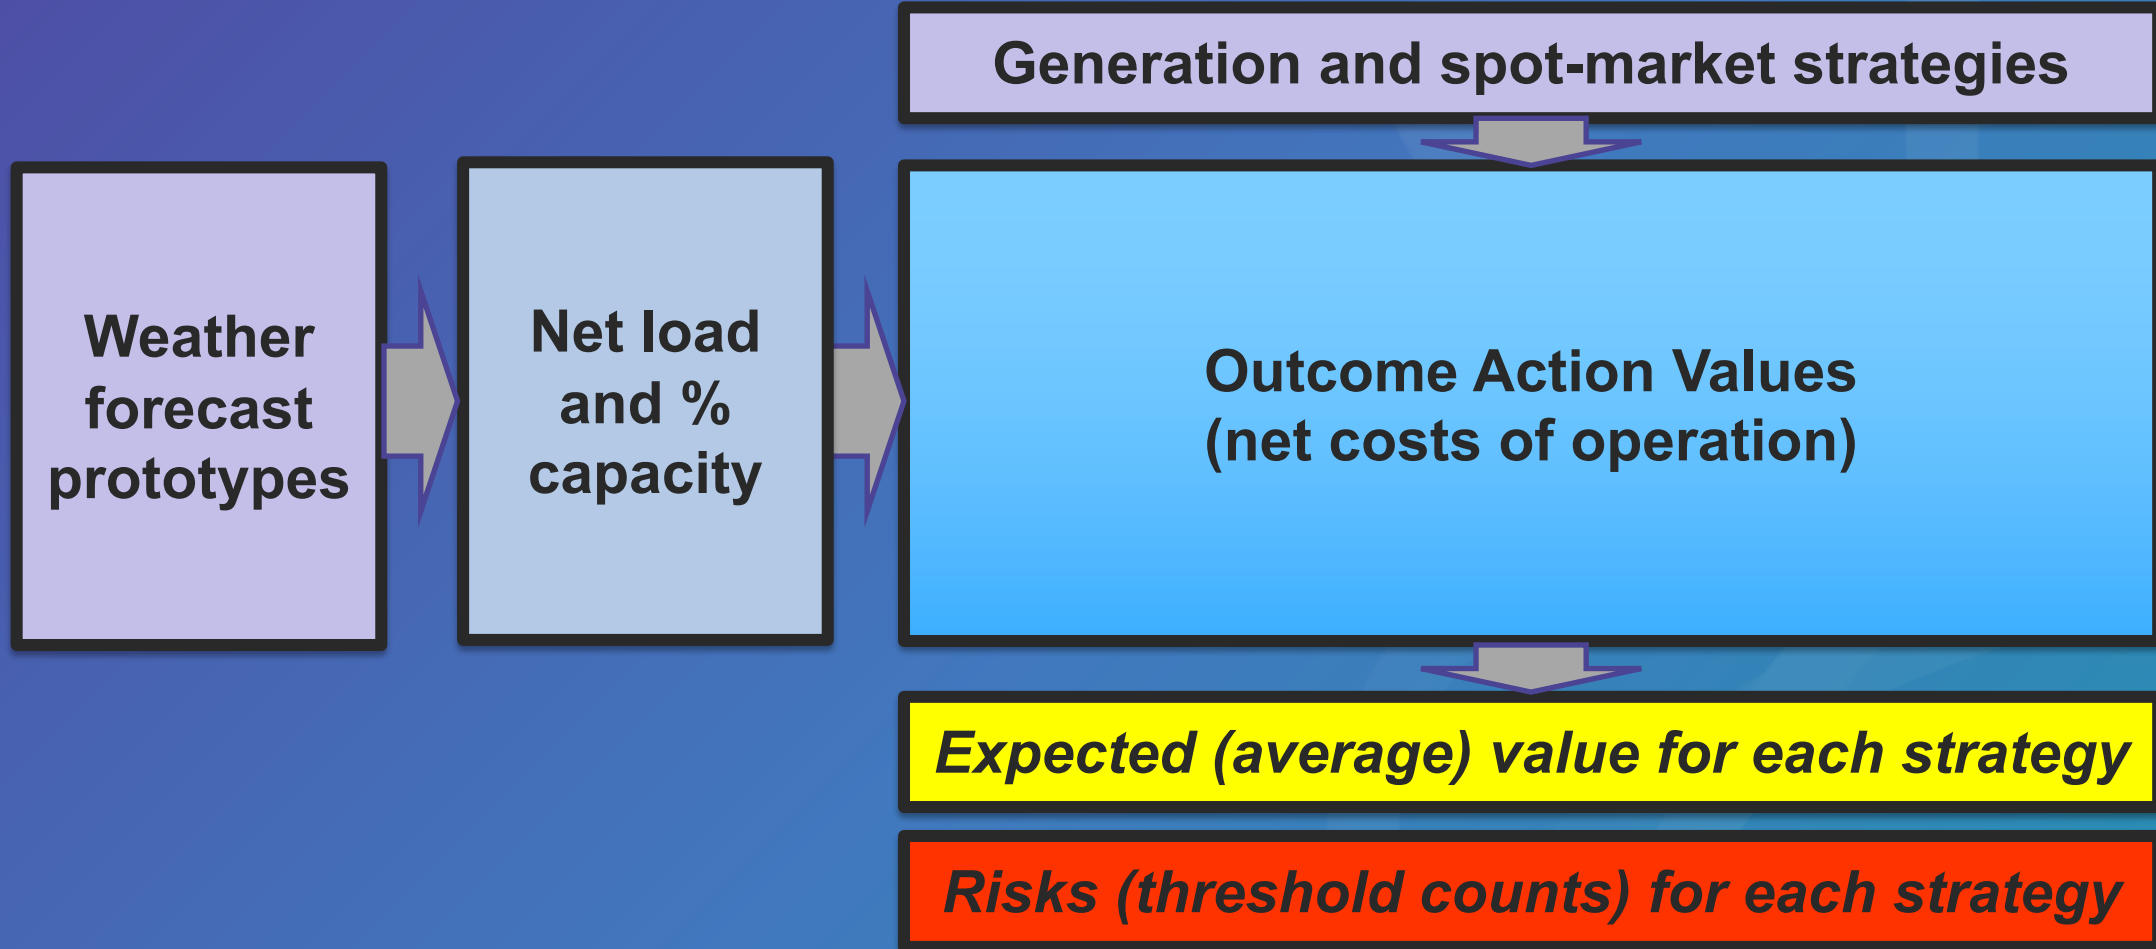 Generation and spot-market strategies
Weather
forecast
prototypes
Net load
and %
capacity
Outcome Action Values
(net costs of operation)
Expected (average) value for each strategy
Risks (threshold counts) for each strategy